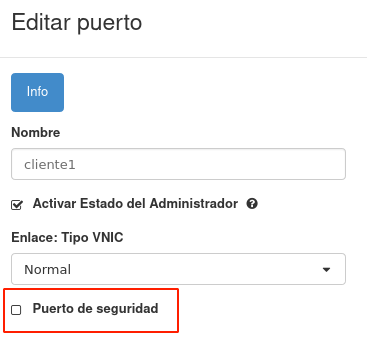 Editar puerto
Info
Nombre
cliente1
Activar Estado del Administrador
Enlace: Tipo VNIC
Normal
Puerto de seguridad